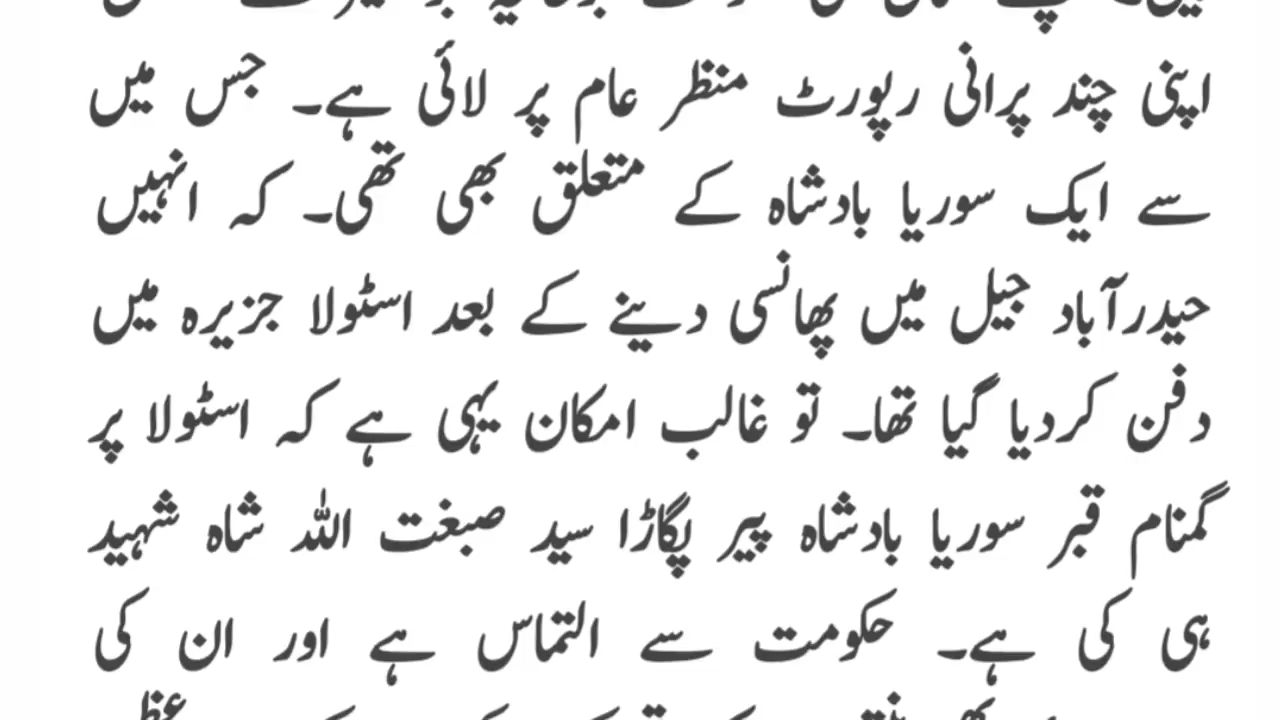 اپنی چند پرانی رپورٹ منظر عام پر لائی ہے۔ جس میں
سے ایک سوریا بادشاہ کے متعلق بھی تھی۔ کہ انہیں
حیدرآباد جیل میں پھانسی دینے کے بعد اسٹولا جزیرہ میں
دفن کردیا گیا تھا۔ تو غالب امکان یہی ہے کہ اسٹولا پر
گمنام قبر سوریا بادشاہ پیر پگاڑا سید صبغت اللہ شاہ شہید
ہی کی ہے۔ حکومت سے التماس ہے اور ان کی